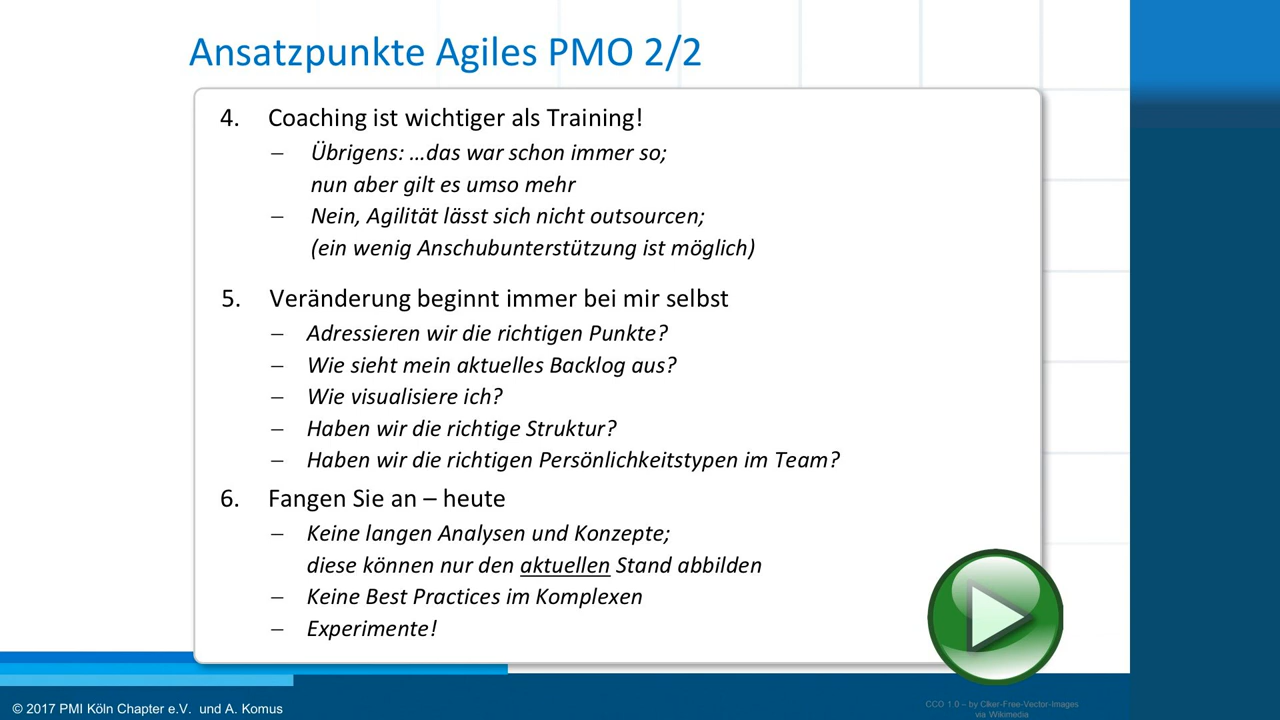 Ansatzpunkte Agiles PMO 2/2
4. Coaching ist wichtiger als Training!
– Übrigens: ...das war schon immer so;
nun aber gilt es umso mehr
– Nein, Agilität lässt sich nicht outsourcen;
(ein wenig Anschubunterstützung ist möglich)
5. Veränderung beginnt immer bei mir selbst
– Adressieren wir die richtigen Punkte?
– Wie sieht mein aktuelles Backlog aus?
– Wie visualisiere ich?
– Haben wir die richtige Struktur?
– Haben wir die richtigen Persönlichkeitstypen im Team?
6. Fangen Sie an – heute
– Keine langen Analysen und Konzepte;
diese können nur den aktuellen Stand abbilden
– Keine Best Practices im Komplexen
– Experimente!
© 2017 PMI Köln Chapter e.V. und A. Komus
CC0 1.0 – by Clker-Free-Vector-Images
via Wikimedia